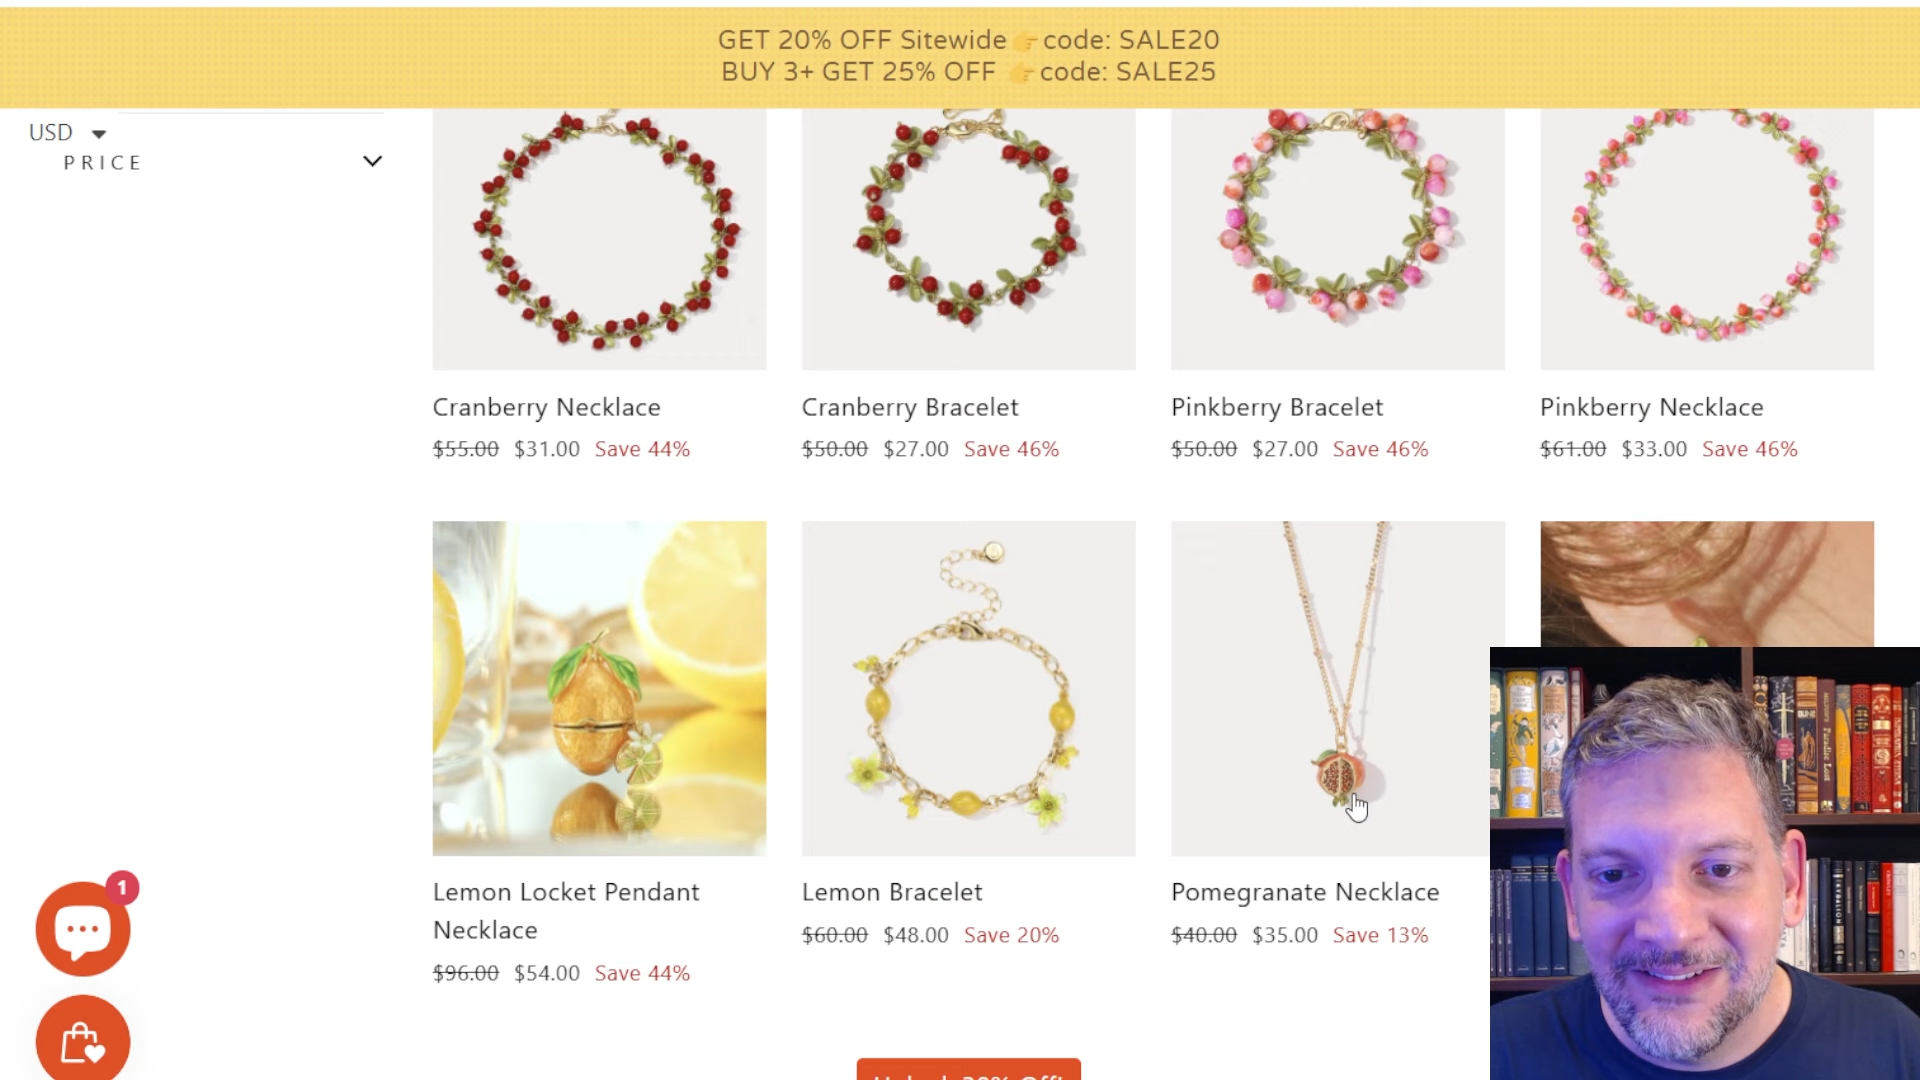 GET 20% OFF Sitewide 👉 code: SALE20
BUY 3+ GET 25% OFF 👉 code: SALE25
USD
PRICE
Cranberry Necklace
$55.00 $31.00 Save 44%
Cranberry Bracelet
$50.00 $27.00 Save 46%
Pinkberry Bracelet
$50.00 $27.00 Save 46%
Pinkberry Necklace
$61.00 $33.00 Save 46%
Lemon Locket Pendant
Necklace
$96.00 $54.00 Save 44%
Lemon Bracelet
$60.00 $48.00 Save 20%
Pomegranate Necklace
$40.00 $35.00 Save 13%
1
DUNE
Paradise Lost